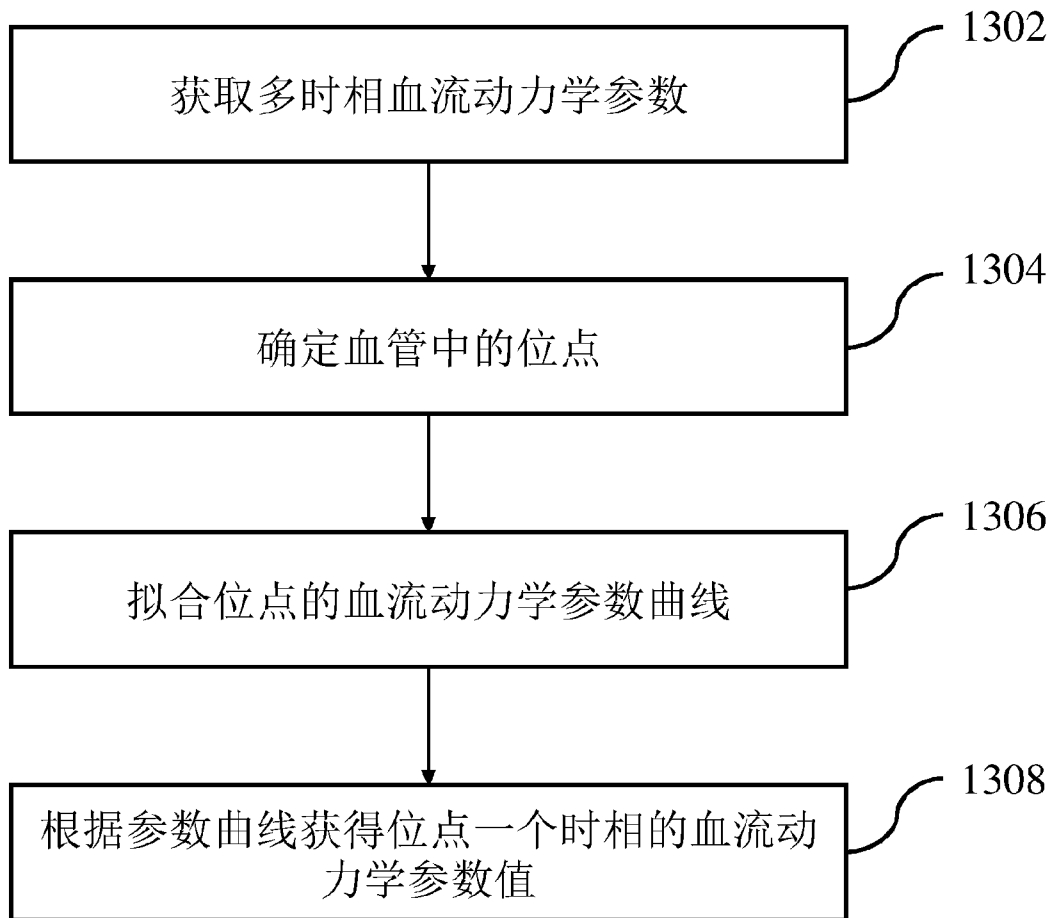 1302
获取多时相血流动力学参数
1304
确定血管中的位点
1306
拟合位点的血流动力学参数曲线
1308
根据参数曲线获得位点一个时相的血流动
力学参数值